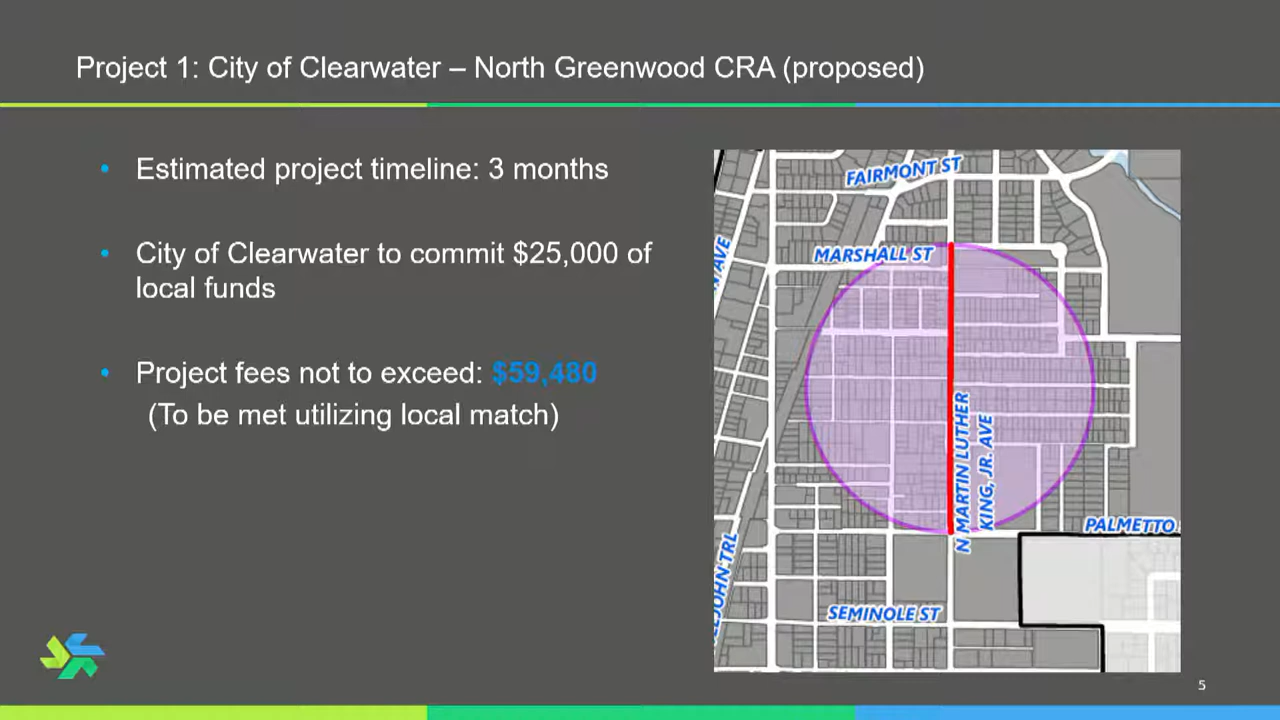 Project 1: City of Clearwater – North Greenwood CRA (proposed)
• Estimated project timeline: 3 months
• City of Clearwater to commit $25,000 of
local funds
• Project fees not to exceed: $59,480
(To be met utilizing local match)
FAIRMONT ST
MARSHALL ST
AVE
N MARTIN LUTHER
KING, JR. AVE
PALMETTO
TRL
SEMINOLE ST
5